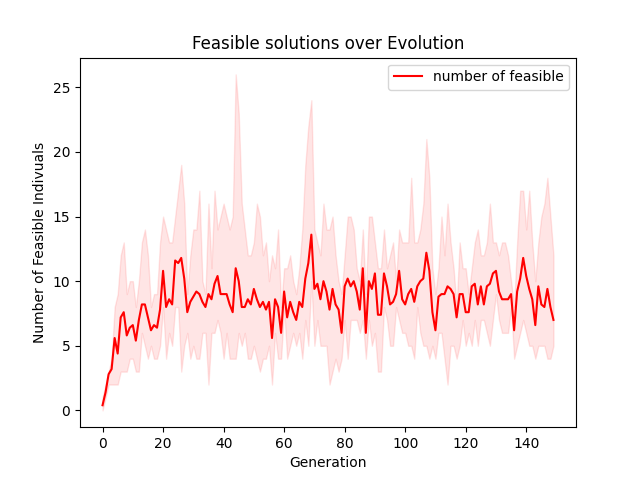 Feasible solutions over Evolution
number of feasible
Number of Feasible Indivuals
25
20
15
10
5
0
0 20 40 60 80 100 120 140
Generation